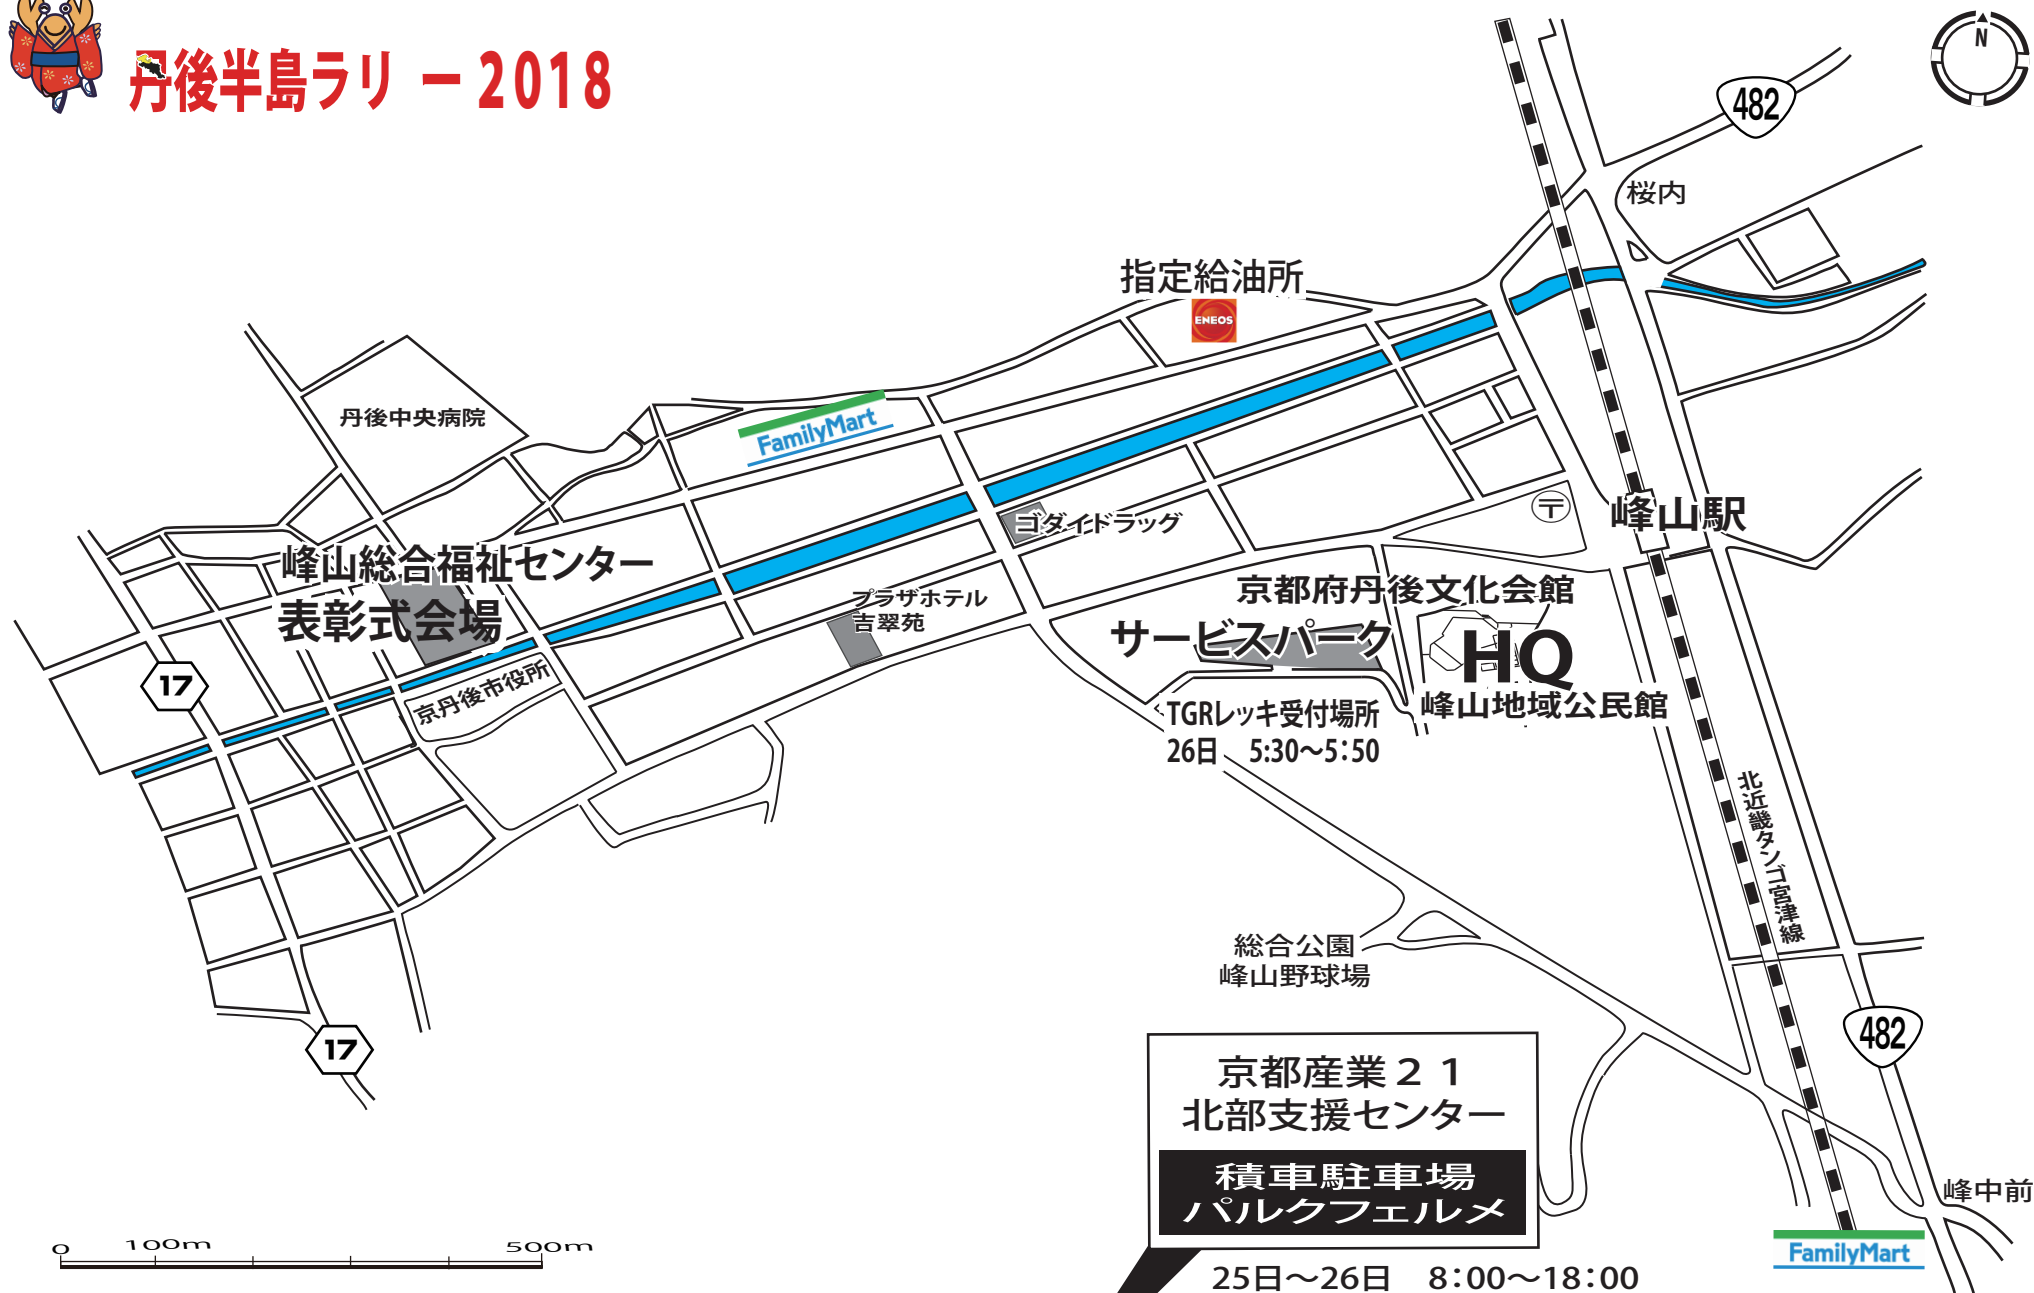 丹後半島ラリー2018
N
482
桜内
指定給油所
ENEOS
丹後中央病院
FamilyMart
ゴダイドラッグ
〒
峰山駅
峰山総合福祉センター
表彰式会場
プラザホテル
吉翠苑
京都府丹後文化会館
サービスパーク
HQ
峰山地域公民館
17
京丹後市役所
TGRレッキ受付場所
26日 5:30～5:50
北近畿タンゴ宮津線
総合公園
峰山野球場
17
482
京都産業２１
北部支援センター
積車駐車場
パルクフェルメ
25日～26日 8:00～18:00
峰中前
FamilyMart
0 100m 500m